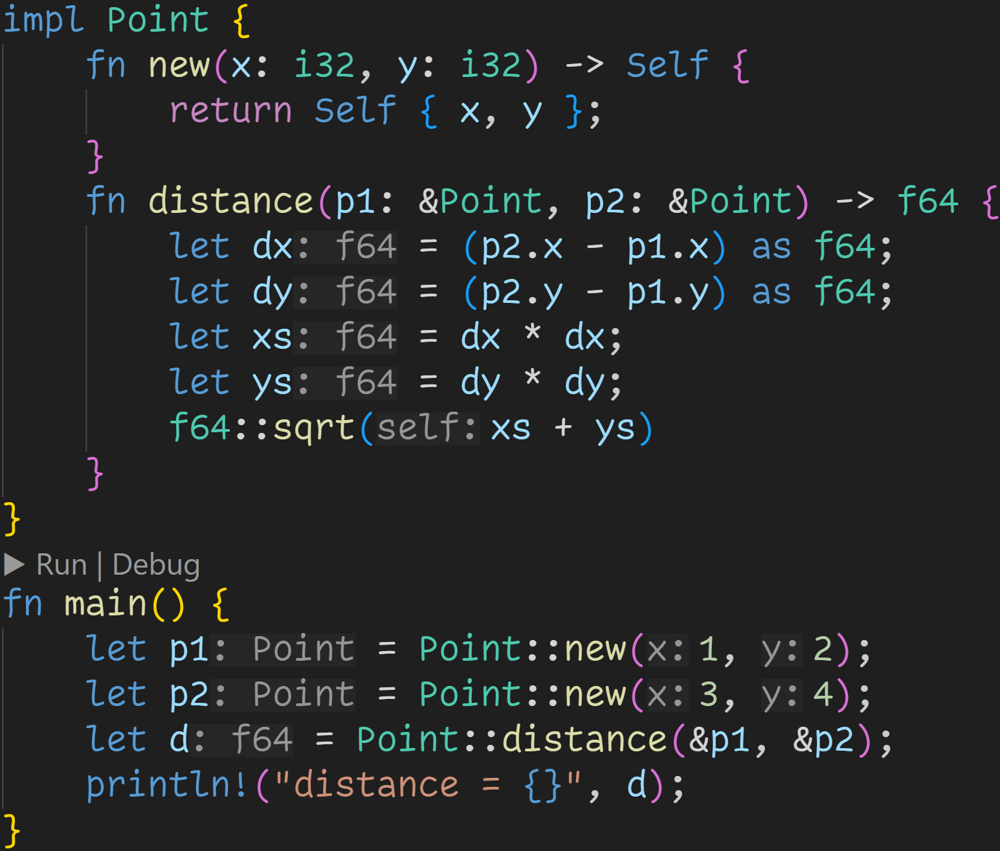 impl Point {
    fn new(x: i32, y: i32) -> Self {
        return Self { x, y };
    }
    fn distance(p1: &Point, p2: &Point) -> f64 {
        let dx: f64 = (p2.x - p1.x) as f64;
        let dy: f64 = (p2.y - p1.y) as f64;
        let xs: f64 = dx * dx;
        let ys: f64 = dy * dy;
        f64::sqrt(self: xs + ys)
    }
}
▶ Run | Debug
fn main() {
    let p1: Point = Point::new(x: 1, y: 2);
    let p2: Point = Point::new(x: 3, y: 4);
    let d: f64 = Point::distance(&p1, &p2);
    println!("distance = {}", d);
}